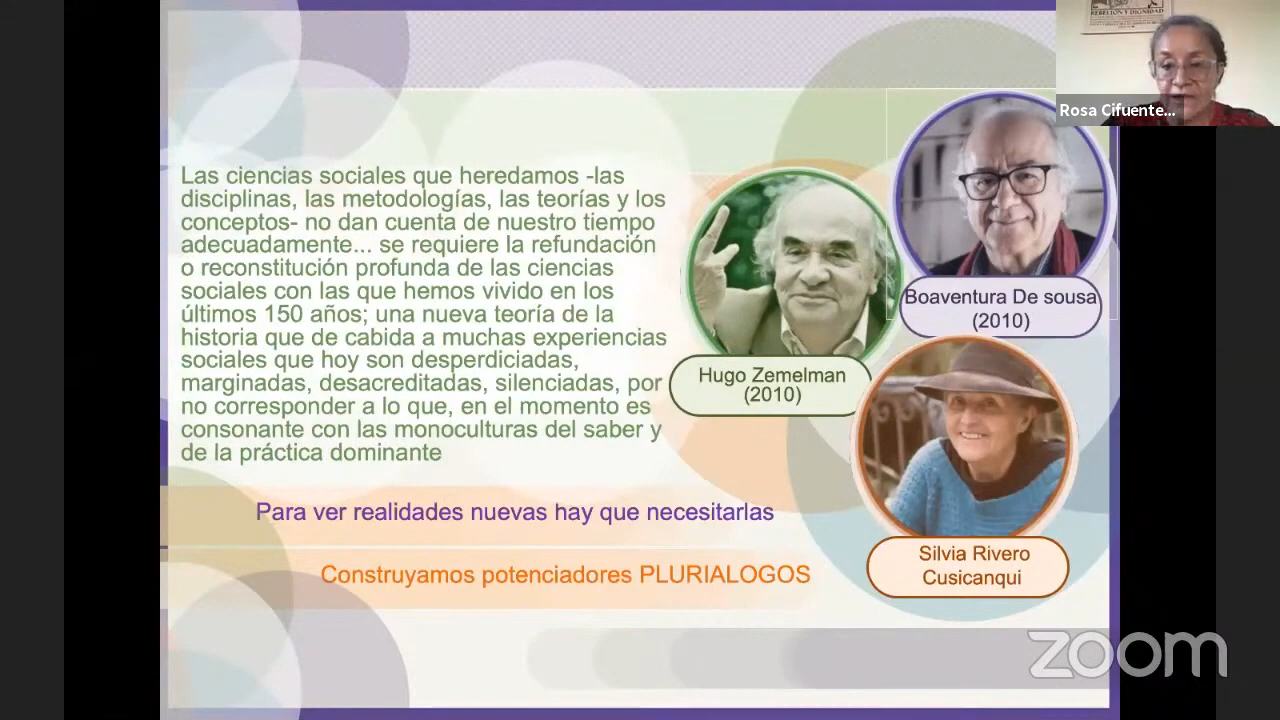 REBELIÓN Y DIGNIDAD
Rosa Cifuente...
Las ciencias sociales que heredamos -las
disciplinas, las metodologías, las teorías y los
conceptos- no dan cuenta de nuestro tiempo
adecuadamente... se requiere la refundación
o reconstitución profunda de las ciencias
sociales con las que hemos vivido en los
últimos 150 años; una nueva teoría de la
historia que de cabida a muchas experiencias
sociales que hoy son desperdiciadas,
marginadas, desacreditadas, silenciadas, por
no corresponder a lo que, en el momento es
consonante con las monoculturas del saber y
de la práctica dominante
Boaventura De sousa
(2010)
Hugo Zemelman
(2010)
Para ver realidades nuevas hay que necesitarlas
Construyamos potenciadores PLURIALOGOS
Silvia Rivero
Cusicanqui
zoom